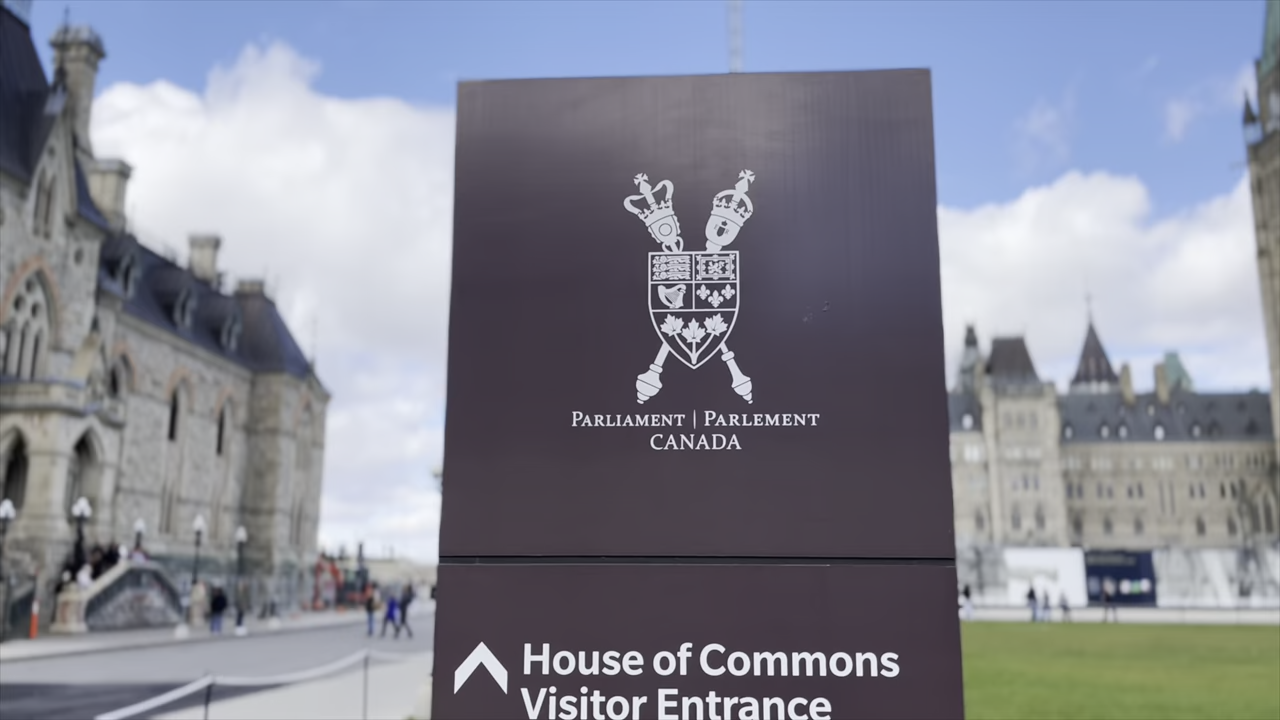 Parliament | Parlement
CANADA
House of Commons
Visitor Entrance